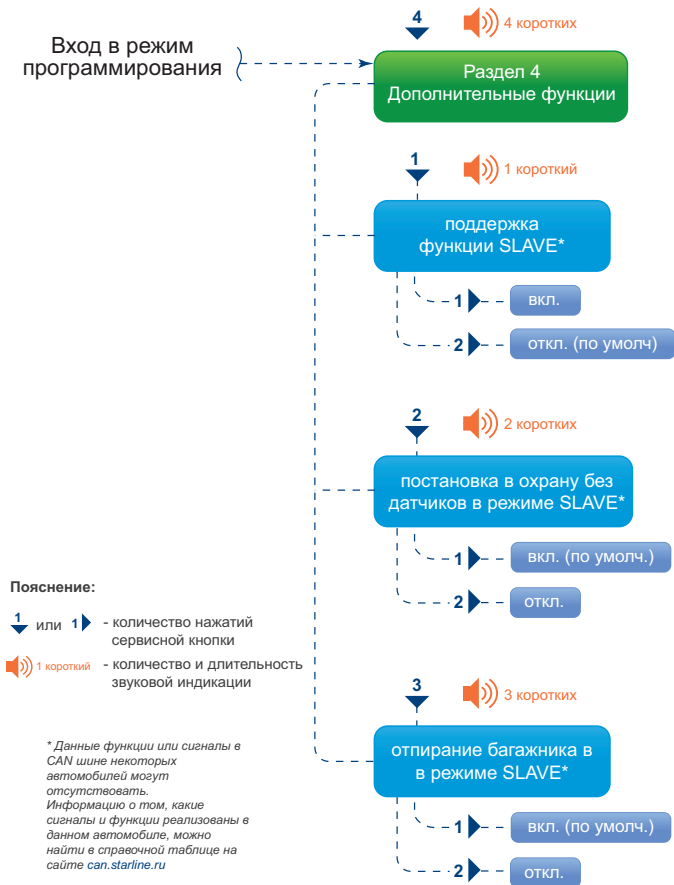 4
4 коротких
Вход в режим
программирования
Раздел 4
Дополнительные функции
1
1 короткий
поддержка
функции SLAVE*
1
вкл.
2
откл. (по умолч)
2
2 коротких
постановка в охрану без
датчиков в режиме SLAVE*
1
вкл. (по умолч.)
2
откл.
Пояснение:
1 или 1 - количество нажатий
сервисной кнопки
1 короткий - количество и длительность
звуковой индикации
3
3 коротких
отпирание багажника в
в режиме SLAVE*
1
вкл. (по умолч.)
2
откл.
* Данные функции или сигналы в
CAN шине некоторых
автомобилей могут
отсутствовать.
Информацию о том, какие
сигналы и функции реализованы в
данном автомобиле, можно
найти в справочной таблице на
сайте can.starline.ru